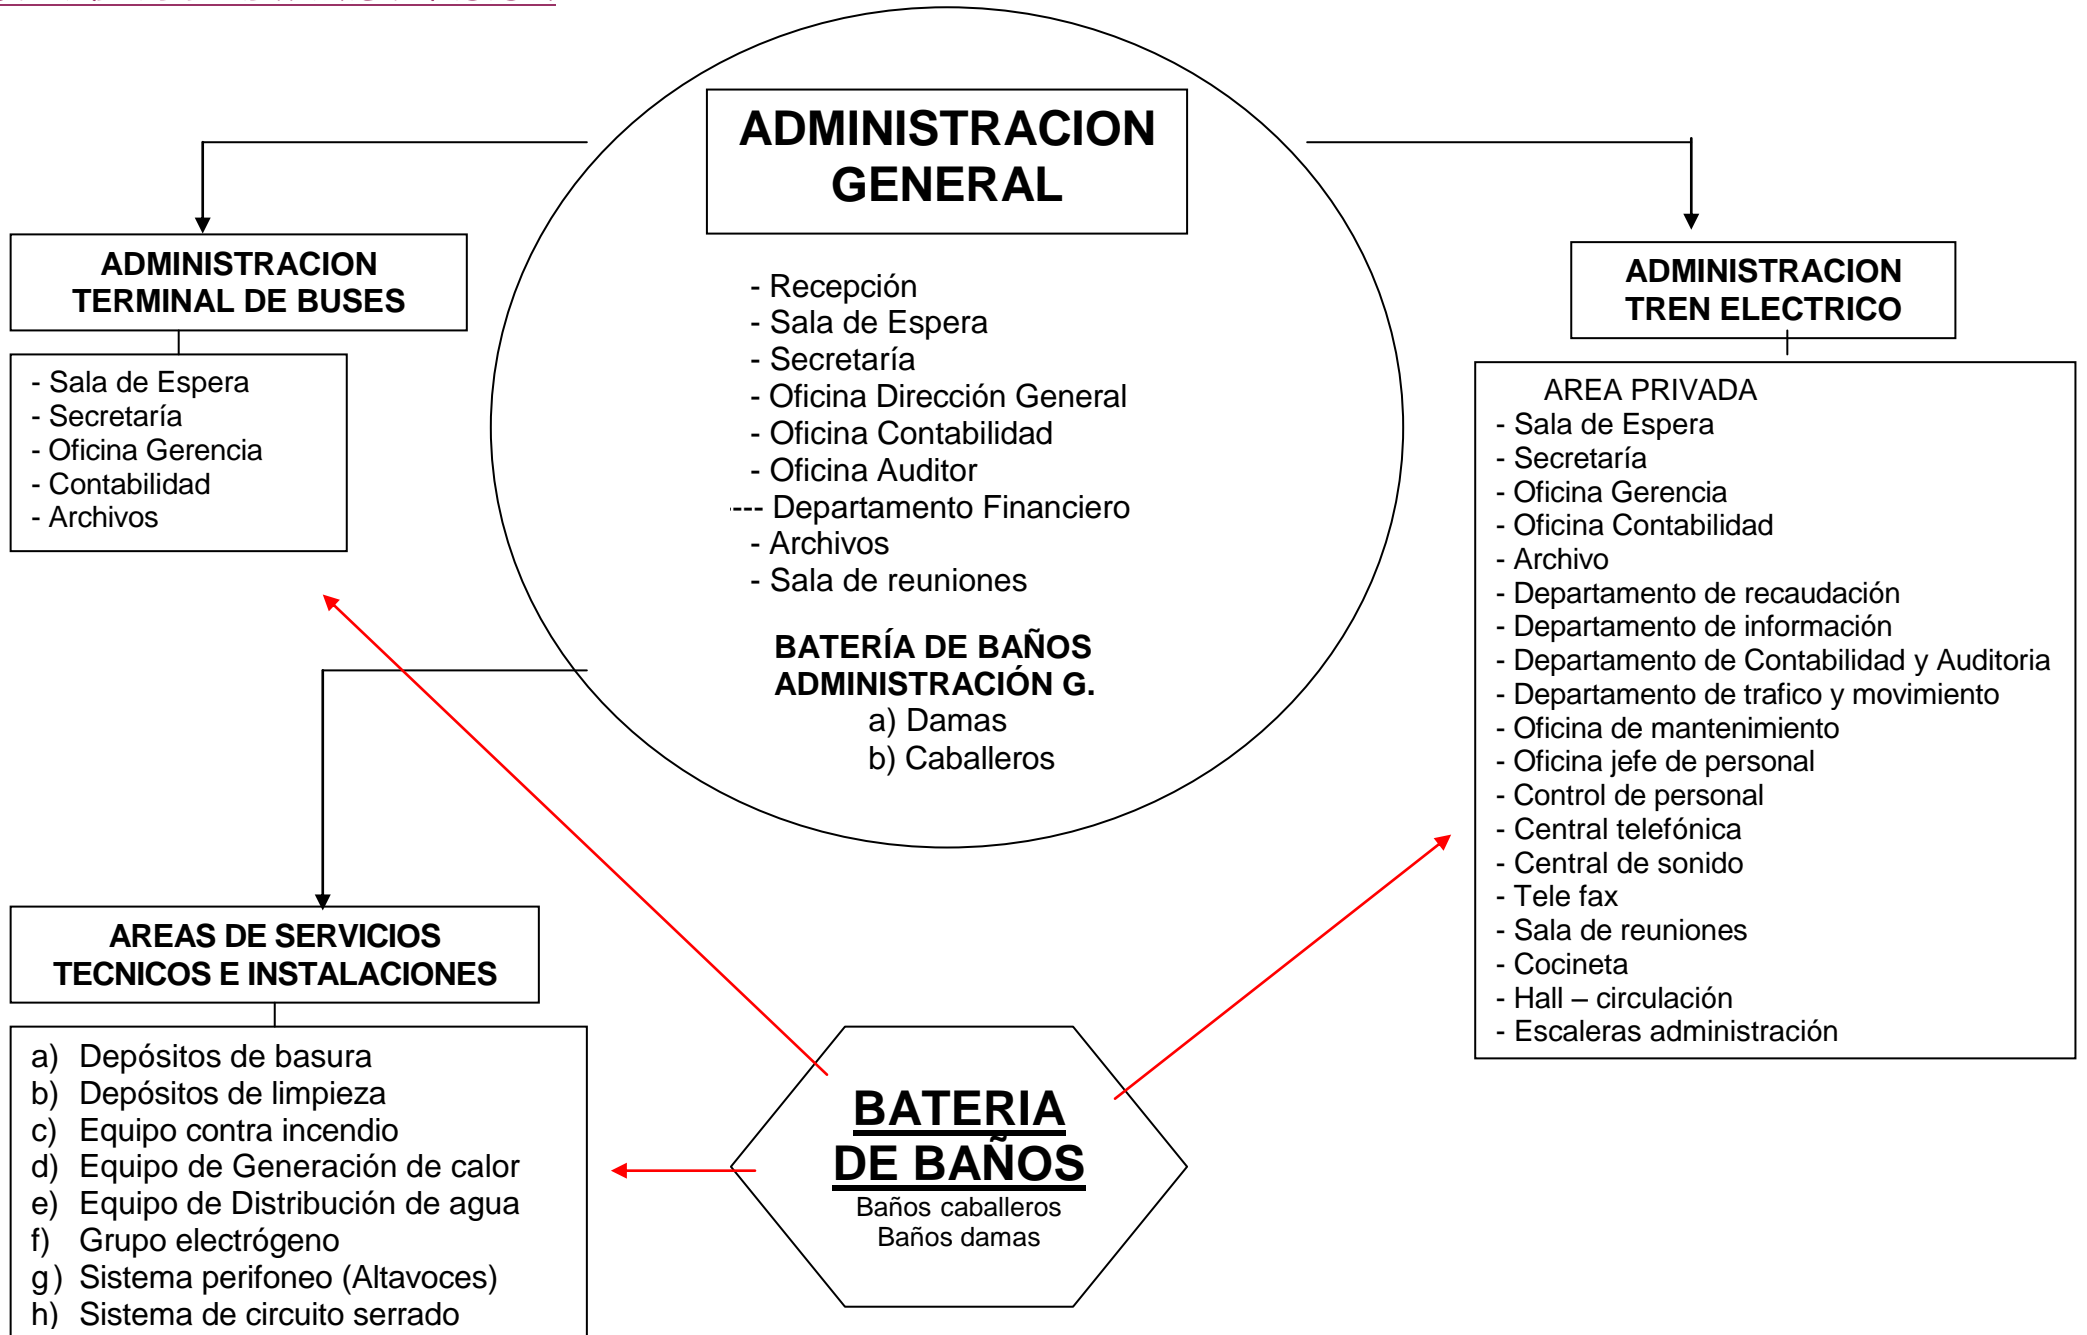 ADMINISTRACION
GENERAL
- Recepción
- Sala de Espera
- Secretaría
- Oficina Dirección General
- Oficina Contabilidad
- Oficina Auditor
--- Departamento Financiero
- Archivos
- Sala de reuniones
BATERÍA DE BAÑOS
ADMINISTRACIÓN G.
a) Damas
b) Caballeros
ADMINISTRACION
TERMINAL DE BUSES
- Sala de Espera
- Secretaría
- Oficina Gerencia
- Contabilidad
- Archivos
ADMINISTRACION
TREN ELECTRICO
AREA PRIVADA
- Sala de Espera
- Secretaría
- Oficina Gerencia
- Oficina Contabilidad
- Archivo
- Departamento de recaudación
- Departamento de información
- Departamento de Contabilidad y Auditoria
- Departamento de trafico y movimiento
- Oficina de mantenimiento
- Oficina jefe de personal
- Control de personal
- Central telefónica
- Central de sonido
- Tele fax
- Sala de reuniones
- Cocineta
- Hall – circulación
- Escaleras administración
AREAS DE SERVICIOS
TECNICOS E INSTALACIONES
a) Depósitos de basura
b) Depósitos de limpieza
c) Equipo contra incendio
d) Equipo de Generación de calor
e) Equipo de Distribución de agua
f) Grupo electrógeno
g) Sistema perifoneo (Altavoces)
h) Sistema de circuito serrado
BATERIA
DE BAÑOS
Baños caballeros
Baños damas